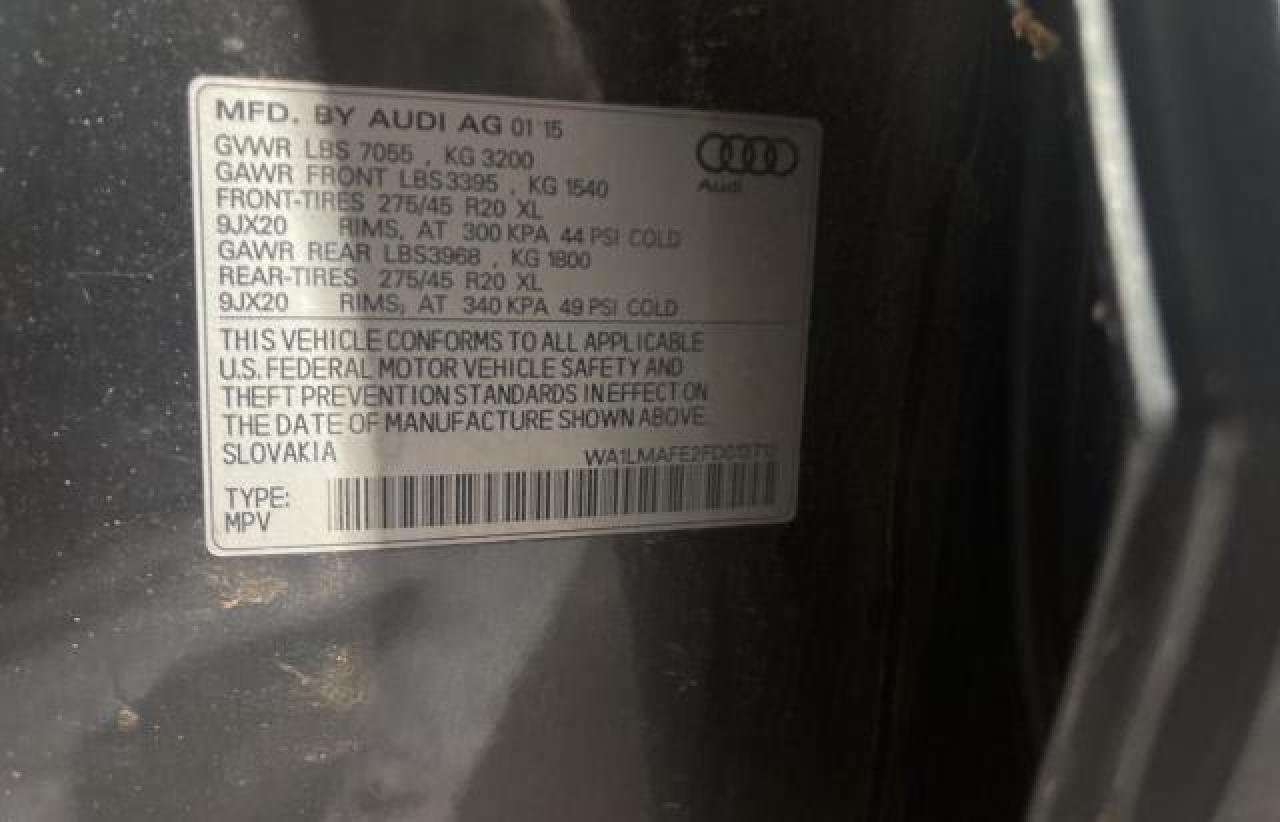 MFD. BY AUDI AG 01 15
GVWR LBS 7055 , KG 3200
GAWR FRONT LBS3395 , KG 1540
FRONT-TIRES 275/45 R20 XL
9JX20 RIMS, AT 300 KPA 44 PSI COLD
GAWR REAR LBS3968 , KG 1800
REAR-TIRES 275/45 R20 XL
9JX20 RIMS, AT 340 KPA 49 PSI COLD
Audi
THIS VEHICLE CONFORMS TO ALL APPLICABLE
U.S. FEDERAL MOTOR VEHICLE SAFETY AND
THEFT PREVENTION STANDARDS IN EFFECT ON
THE DATE OF MANUFACTURE SHOWN ABOVE.
SLOVAKIA
TYPE:
MPV